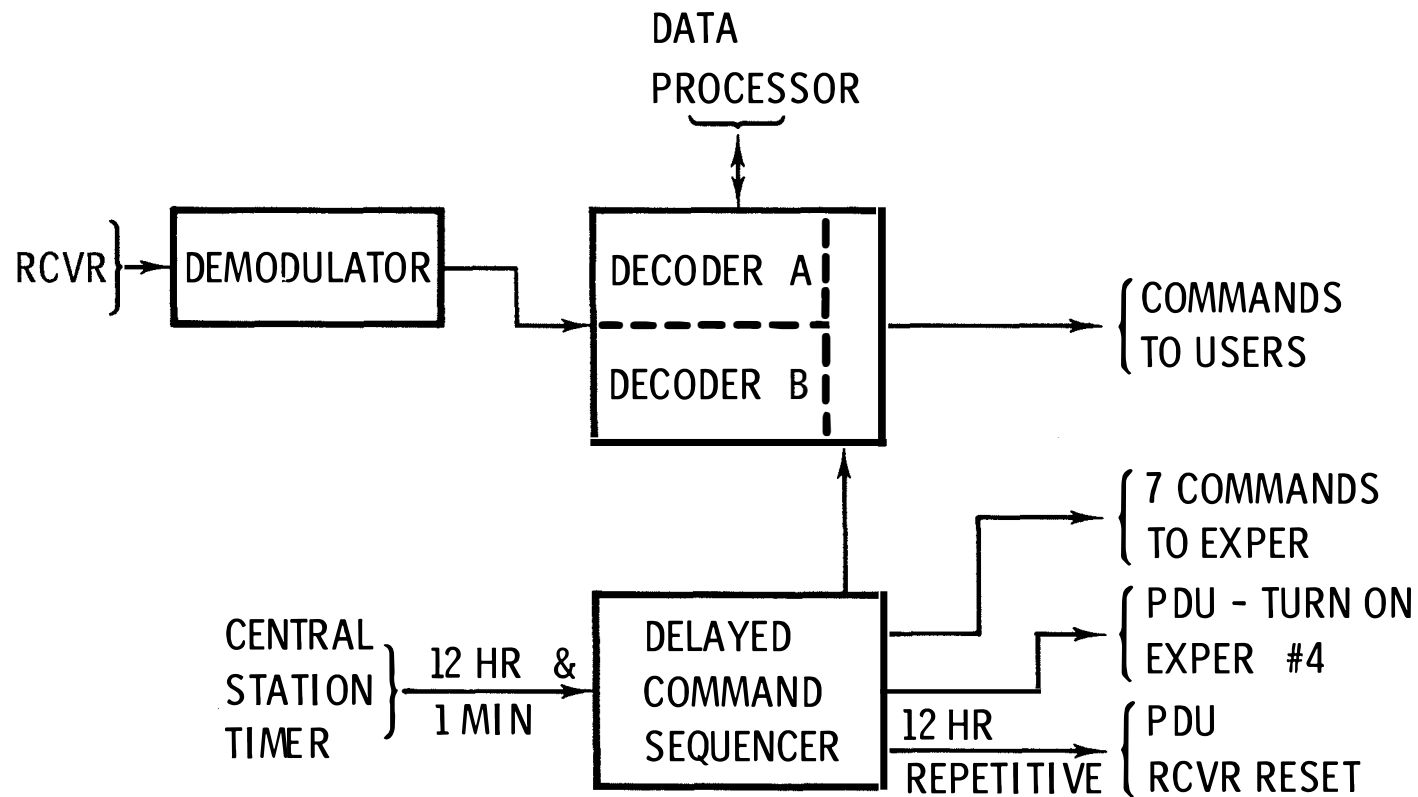 DATA
PROCESSOR
RCVR
DEMODULATOR
DECODER A
DECODER B
COMMANDS
TO USERS
7 COMMANDS
TO EXPER
CENTRAL
STATION
TIMER
12 HR &
1 MIN
DELAYED
COMMAND
SEQUENCER
PDU - TURN ON
EXPER #4
12 HR
REPETITIVE
PDU
RCVR RESET